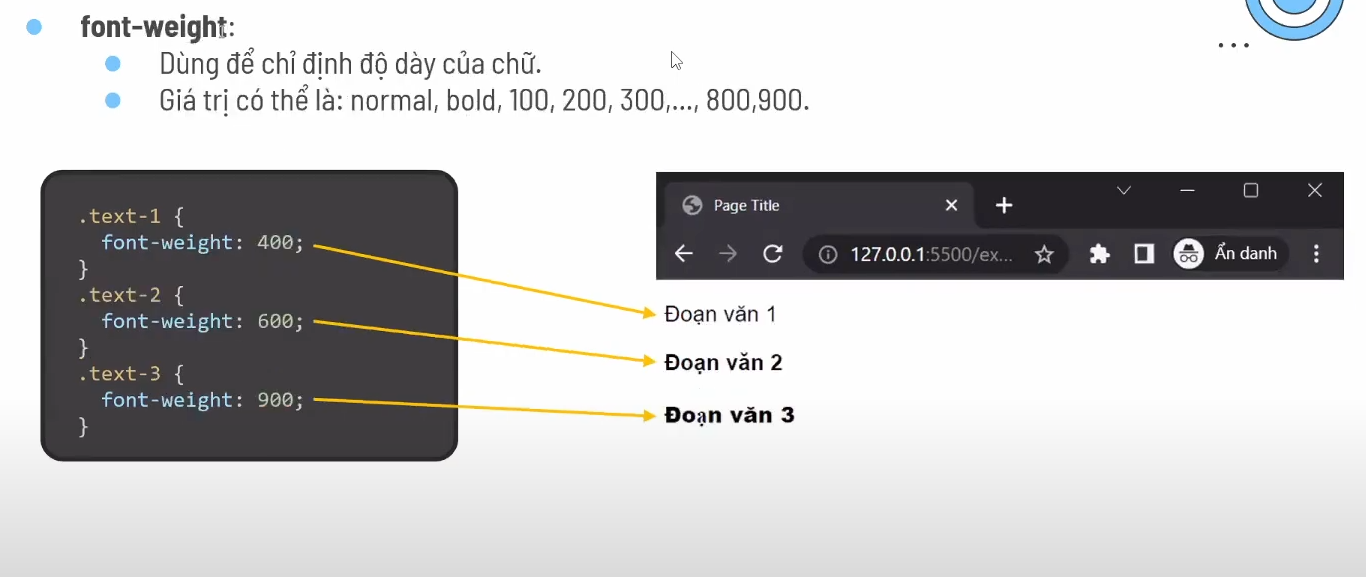 font-weight:
Dùng để chỉ định độ dày của chữ.
Giá trị có thể là: normal, bold, 100, 200, 300,..., 800,900.
.text-1 {
font-weight: 400;
}
.text-2 {
font-weight: 600;
}
.text-3 {
font-weight: 900;
}
Page Title
127.0.0.1:5500/ex...
Ẩn danh
Đoạn văn 1
Đoạn văn 2
Đoạn văn 3